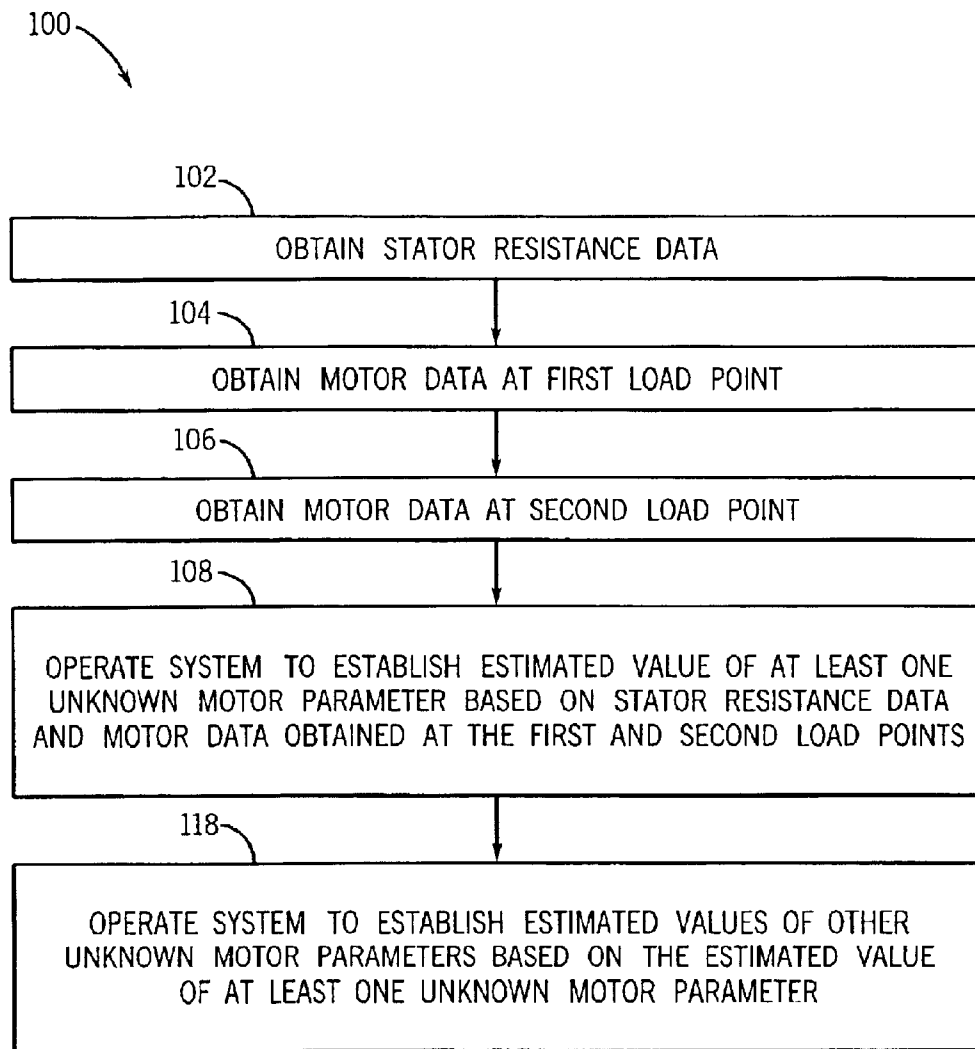 100
102
OBTAIN STATOR RESISTANCE DATA
104
OBTAIN MOTOR DATA AT FIRST LOAD POINT
106
OBTAIN MOTOR DATA AT SECOND LOAD POINT
108
OPERATE SYSTEM TO ESTABLISH ESTIMATED VALUE OF AT LEAST ONE
UNKNOWN MOTOR PARAMETER BASED ON STATOR RESISTANCE DATA
AND MOTOR DATA OBTAINED AT THE FIRST AND SECOND LOAD POINTS
118
OPERATE SYSTEM TO ESTABLISH ESTIMATED VALUES OF OTHER
UNKNOWN MOTOR PARAMETERS BASED ON THE ESTIMATED VALUE
OF AT LEAST ONE UNKNOWN MOTOR PARAMETER